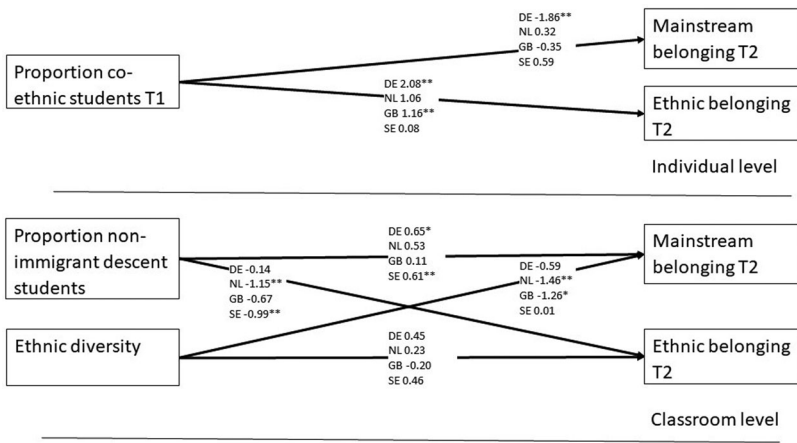 DE -1.86**
NL 0.32
GB -0.35
SE 0.59
Mainstream
belonging T2
Proportion co-
ethnic students T1
DE 2.08**
NL 1.06
GB 1.16**
SE 0.08
Ethnic belonging
T2
Individual level
Proportion non-
immigrant descent
students
DE 0.65*
NL 0.53
GB 0.11
SE 0.61**
Mainstream
belonging T2
DE -0.14
NL -1.15**
GB -0.67
SE -0.99**
DE -0.59
NL -1.46**
GB -1.26*
SE 0.01
Ethnic diversity
DE 0.45
NL 0.23
GB -0.20
SE 0.46
Ethnic belonging
T2
Classroom level